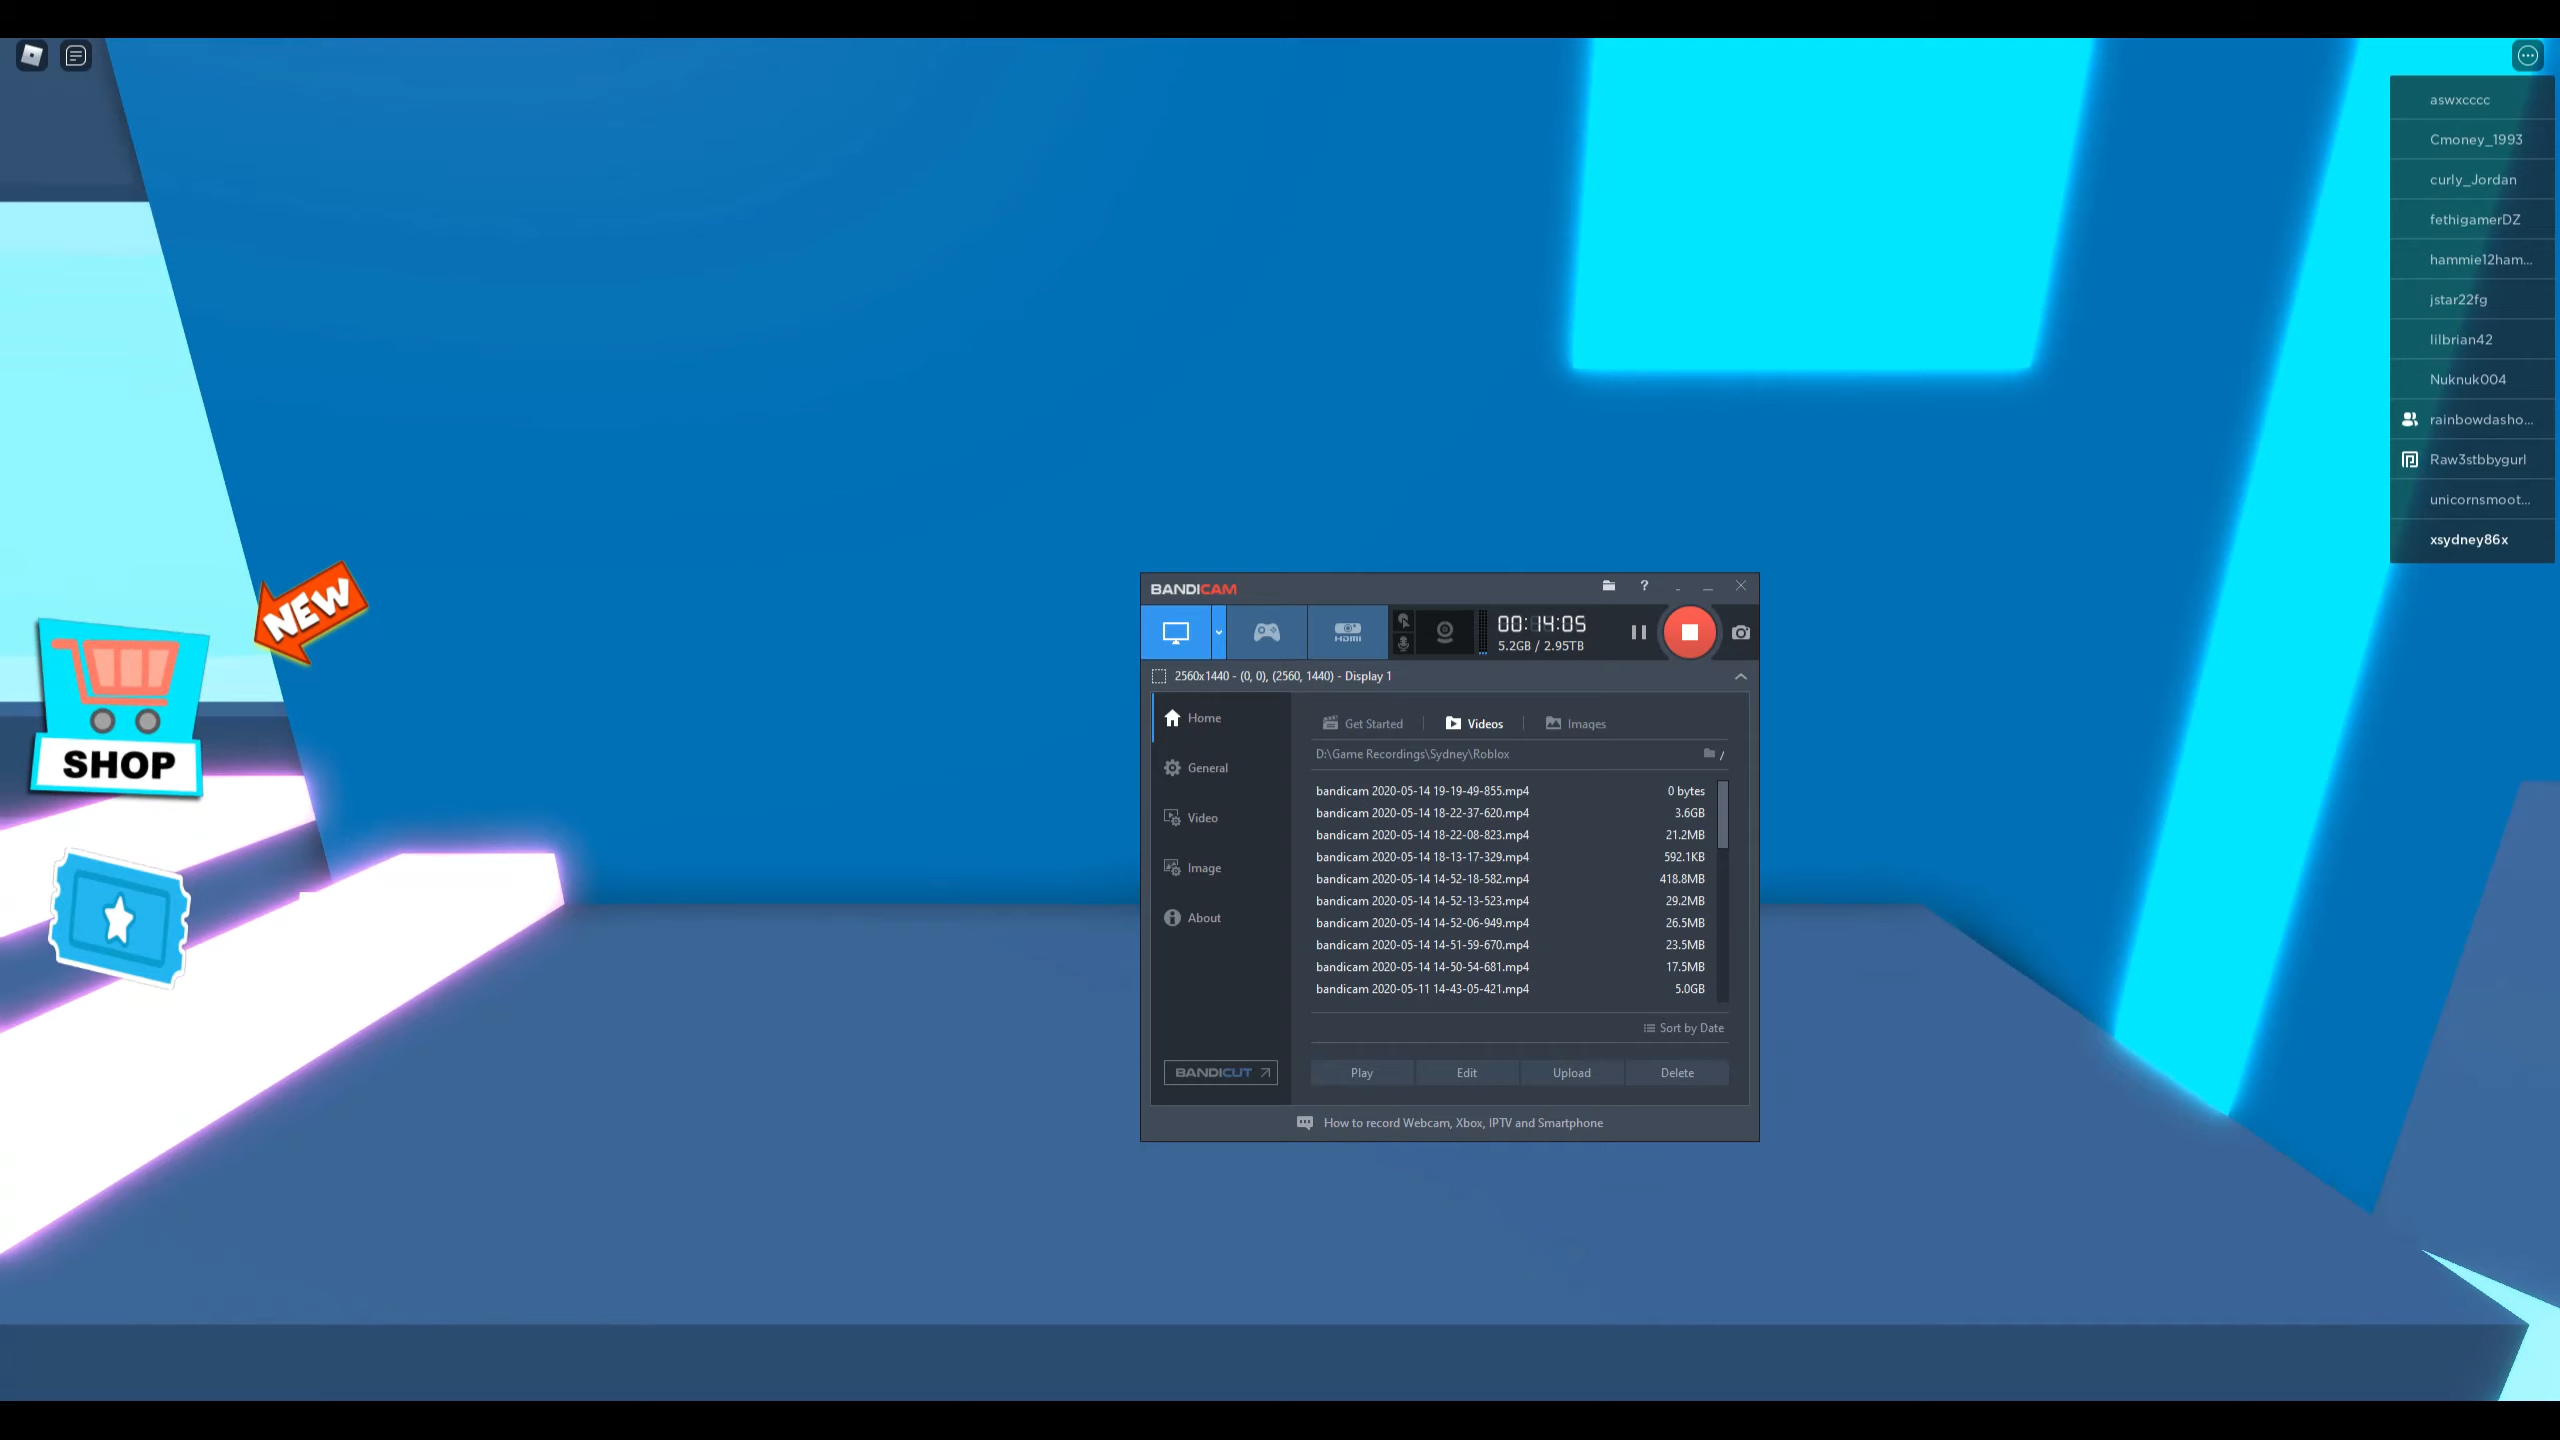 aswxcccc
Cmoney_1993
curly_Jordan
fethigamerDZ
hammie12ham...
jstar22fg
lilbrian42
Nuknuk004
rainbowdasho...
Raw3stbbygurl
unicornsmoot...
xsydney86x
NEW
SHOP
BANDICAM
?
HDMI
00:14:05
5.2GB / 2.95TB
2560x1440 - (0, 0), (2560, 1440) - Display 1
Home
General
Video
Image
About
BANDICUT
Get Started
Videos
Images
D:\Game Recordings\Sydney\Roblox
/
bandicam 2020-05-14 19-19-49-855.mp4 0 bytes
bandicam 2020-05-14 18-22-37-620.mp4 3.6GB
bandicam 2020-05-14 18-22-08-823.mp4 21.2MB
bandicam 2020-05-14 18-13-17-329.mp4 592.1KB
bandicam 2020-05-14 14-52-18-582.mp4 418.8MB
bandicam 2020-05-14 14-52-13-523.mp4 29.2MB
bandicam 2020-05-14 14-52-06-949.mp4 26.5MB
bandicam 2020-05-14 14-51-59-670.mp4 23.5MB
bandicam 2020-05-14 14-50-54-681.mp4 17.5MB
bandicam 2020-05-11 14-43-05-421.mp4 5.0GB
Sort by Date
Play Edit Upload Delete
How to record Webcam, Xbox, IPTV and Smartphone